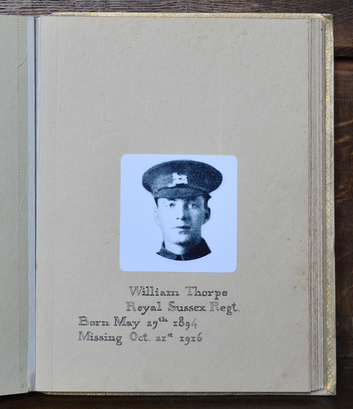 William Thorpe
Royal Sussex Regt.
Born May 29th 1894
Missing Oct. 21st 1916